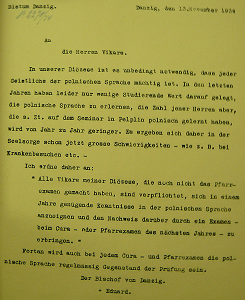 Bistum Danzig. Danzig, den 13.November 1934
An
die Herren Vikare.
In unserer Diözese ist es unbedingt notwendig, dass jeder
Geistliche der polnischen Sprache mächtig ist. In den letzten
Jahren haben leider nur wenige Studierende Wert darauf gelegt,
die polnische Sprache zu erlernen, die Zahl jener Herren aber,
die s. Zt. auf dem Seminar in Pelplin polnisch gelernt haben,
wird von Jahr zu Jahr geringer. Es ergeben sich daher in der
Seelsorge schon jetzt grosse Schwierigkeiten - wie z. B. bei
Krankenbesuchen etc. -
Ich ordne daher an:
" Alle Vikare meiner Diözese, die noch nicht das Pfarr-
examen gemacht haben, sind verpflichtet, sich in einem
Jahre genügende Kenntnisse in der polnischen Sprache
anzueignen und den Nachweis darüber durch ein Examen -
beim Cura - oder Pfarrexamen des nächsten Jahres - zu
erbringen. "
Fortan wird auch bei jedem Cura - und Pfarrexamen die pol-
nische Sprache regelmässig Gegenstand der Prüfung sein.
Der Bischof von Danzig.
+ Eduard.